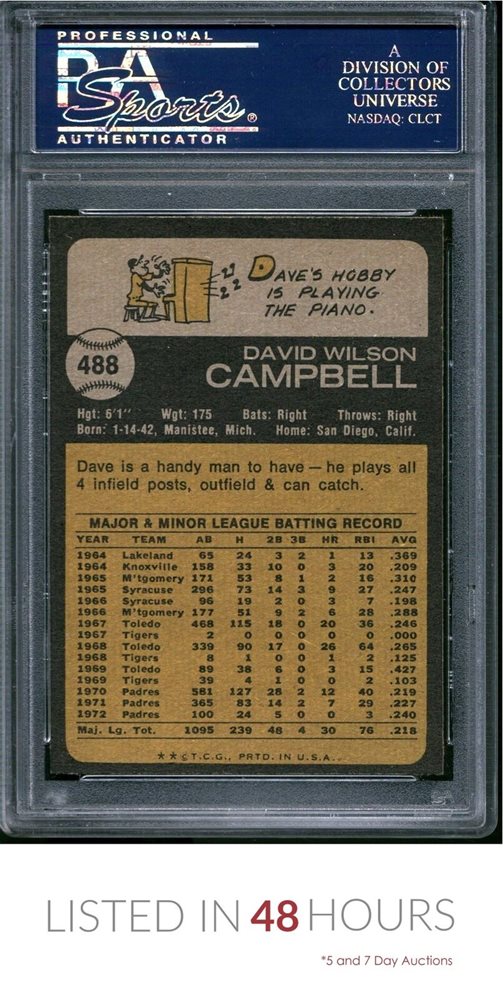 PROFESSIONAL
PSA
Sports®
AUTHENTICATOR
A
DIVISION OF
COLLECTORS
UNIVERSE
NASDAQ: CLCT
DAVE'S HOBBY
IS PLAYING
THE PIANO.
488
DAVID WILSON
CAMPBELL
Hgt: 6'1" Wgt: 175 Bats: Right Throws: Right
Born: 1-14-42, Manistee, Mich. Home: San Diego, Calif.
Dave is a handy man to have — he plays all
4 infield posts, outfield & can catch.
MAJOR & MINOR LEAGUE BATTING RECORD
YEAR TEAM AB H 2B 3B HR RBI AVG
1964 Lakeland 65 24 3 2 1 13 .369
1964 Knoxville 158 33 10 0 3 20 .209
1965 M'tgomery 171 53 8 1 2 16 .310
1965 Syracuse 296 73 14 3 9 27 .247
1966 Syracuse 96 19 2 0 3 7 .198
1966 M'tgomery 177 51 9 2 6 28 .288
1967 Toledo 468 115 18 0 20 36 .246
1967 Tigers 2 0 0 0 0 0 .000
1968 Toledo 339 90 17 0 26 64 .265
1968 Tigers 8 1 0 0 1 2 .125
1969 Toledo 89 38 6 0 3 15 .427
1969 Tigers 39 4 1 0 0 2 .103
1970 Padres 581 127 28 2 12 40 .219
1971 Padres 365 83 14 2 7 29 .227
1972 Padres 100 24 5 0 0 3 .240
Maj. Lg. Tot. 1095 239 48 4 30 76 .218
**©T.C.G., PRTD. IN U.S.A.
LISTED IN 48 HOURS
*5 and 7 Day Auctions